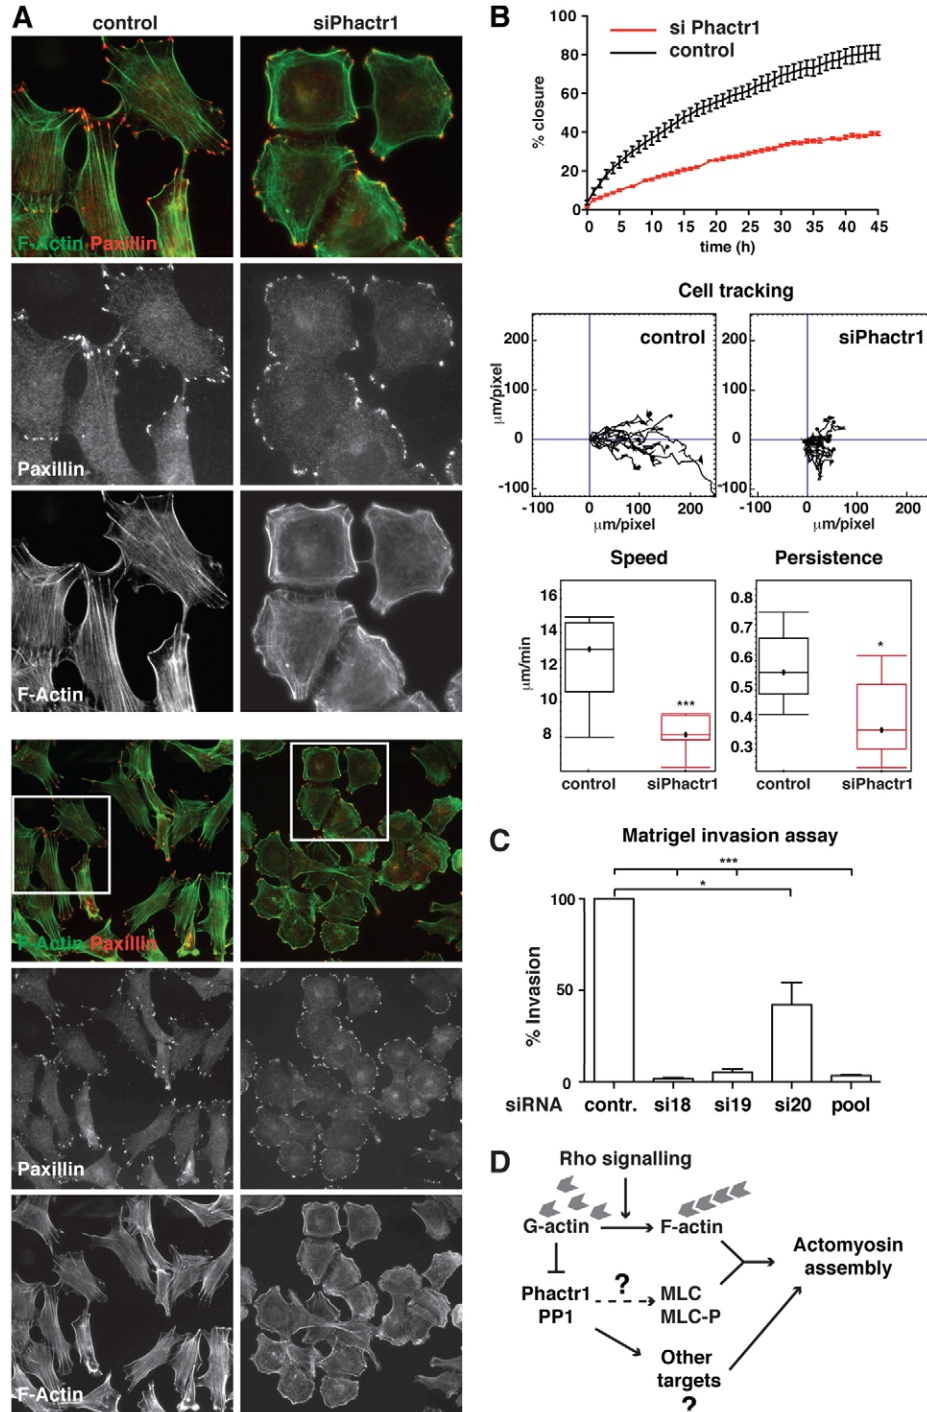 A
control
siPhactr1
F-Actin Paxillin
Paxillin
F-Actin
F-Actin Paxillin
Paxillin
F-Actin
B
si Phactr1
control
% closure
100
80
60
40
20
0
0 5 10 15 20 25 30 35 40 45
time (h)
Cell tracking
control
siPhactr1
μm/pixel
200
100
0
-100
-100 0 100 200
μm/pixel
200
100
0
-100
-100 0 100 200
μm/pixel
Speed
μm/min
16
14
12
10
8
***
control siPhactr1
Persistence
0.8
0.7
0.6
0.5
0.4
0.3
*
control siPhactr1
C
Matrigel invasion assay
***
*
% Invasion
100
50
0
siRNA contr. si18 si19 si20 pool
D
Rho signalling
G-actin F-actin
Actomyosin
assembly
Phactr1 ? MLC
PP1 MLC-P
Other
targets
?